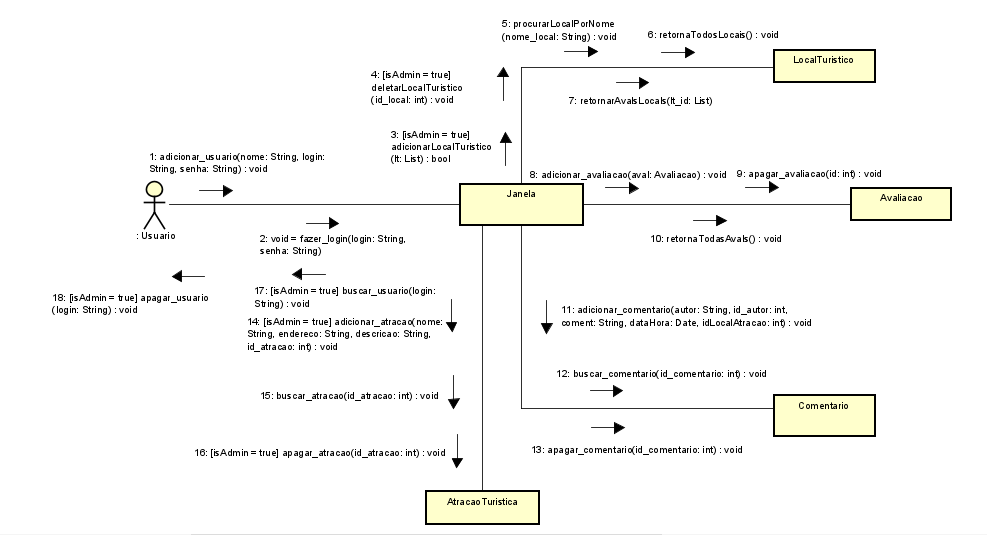 5: procurarLocalPorNome
(nome_local: String) : void
6: retornaTodosLocais() : void
LocalTuristico
4: [isAdmin = true]
deletarLocalTuristico
(id_local: int) : void
7: retornarAvalsLocals(lt_id: List)
3: [isAdmin = true]
adicionarLocalTuristico
(lt: List) : bool
1: adicionar_usuario(nome: String, login:
String, senha: String) : void
8: adicionar_avaliacao(aval: Avaliacao) : void
9: apagar_avaliacao(id: int) : void
Janela
Avaliacao
: Usuario
2: void = fazer_login(login: String,
senha: String)
10: retornaTodasAvals() : void
18: [isAdmin = true] apagar_usuario
(login: String) : void
17: [isAdmin = true] buscar_usuario(login:
String) : void
14: [isAdmin = true] adicionar_atracao(nome:
String, endereco: String, descricao: String,
id_atracao: int) : void
11: adicionar_comentario(autor: String, id_autor: int,
coment: String, dataHora: Date, idLocalAtracao: int) : void
12: buscar_comentario(id_comentario: int) : void
15: buscar_atracao(id_atracao: int) : void
Comentario
16: [isAdmin = true] apagar_atracao(id_atracao: int) : void
13: apagar_comentario(id_comentario: int) : void
AtracaoTuristica